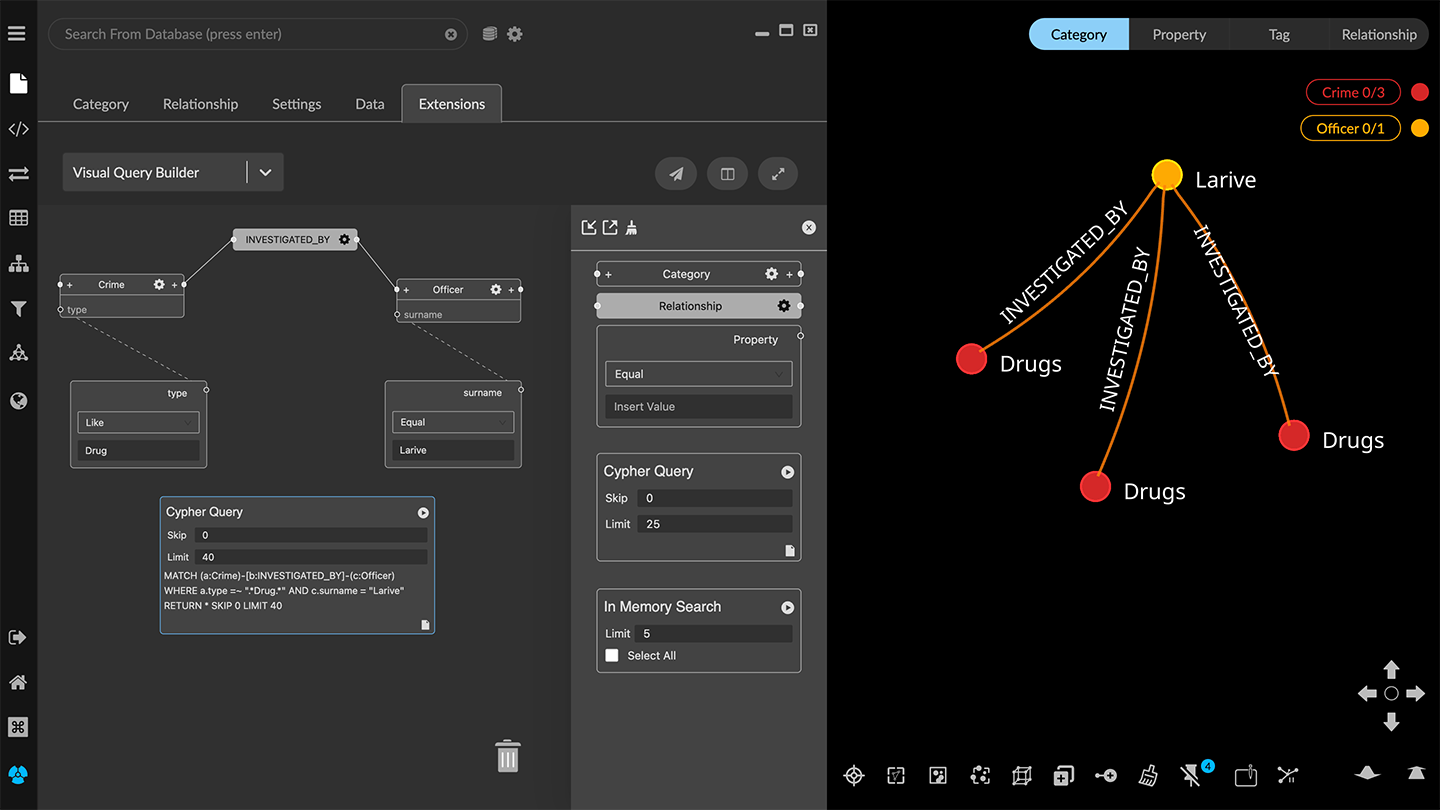 Search From Database (press enter)
Category
Relationship
Settings
Data
Extensions
Visual Query Builder
INVESTIGATED_BY
+ Crime +
type
+ Officer +
surname
type
Like
Drug
surname
Equal
Larive
Cypher Query
Skip 0
Limit 40
MATCH (a:Crime)-[b:INVESTIGATED_BY]-(c:Officer)
WHERE a.type =~ ".*Drug.*" AND c.surname = "Larive"
RETURN * SKIP 0 LIMIT 40
+ Category +
Relationship
Property
Equal
Insert Value
Cypher Query
Skip 0
Limit 25
In Memory Search
Limit 5
Select All
Category
Property
Tag
Relationship
Crime 0/3
Officer 0/1
Larive
INVESTIGATED_BY
INVESTIGATED_BY
INVESTIGATED_BY
Drugs
Drugs
Drugs
4